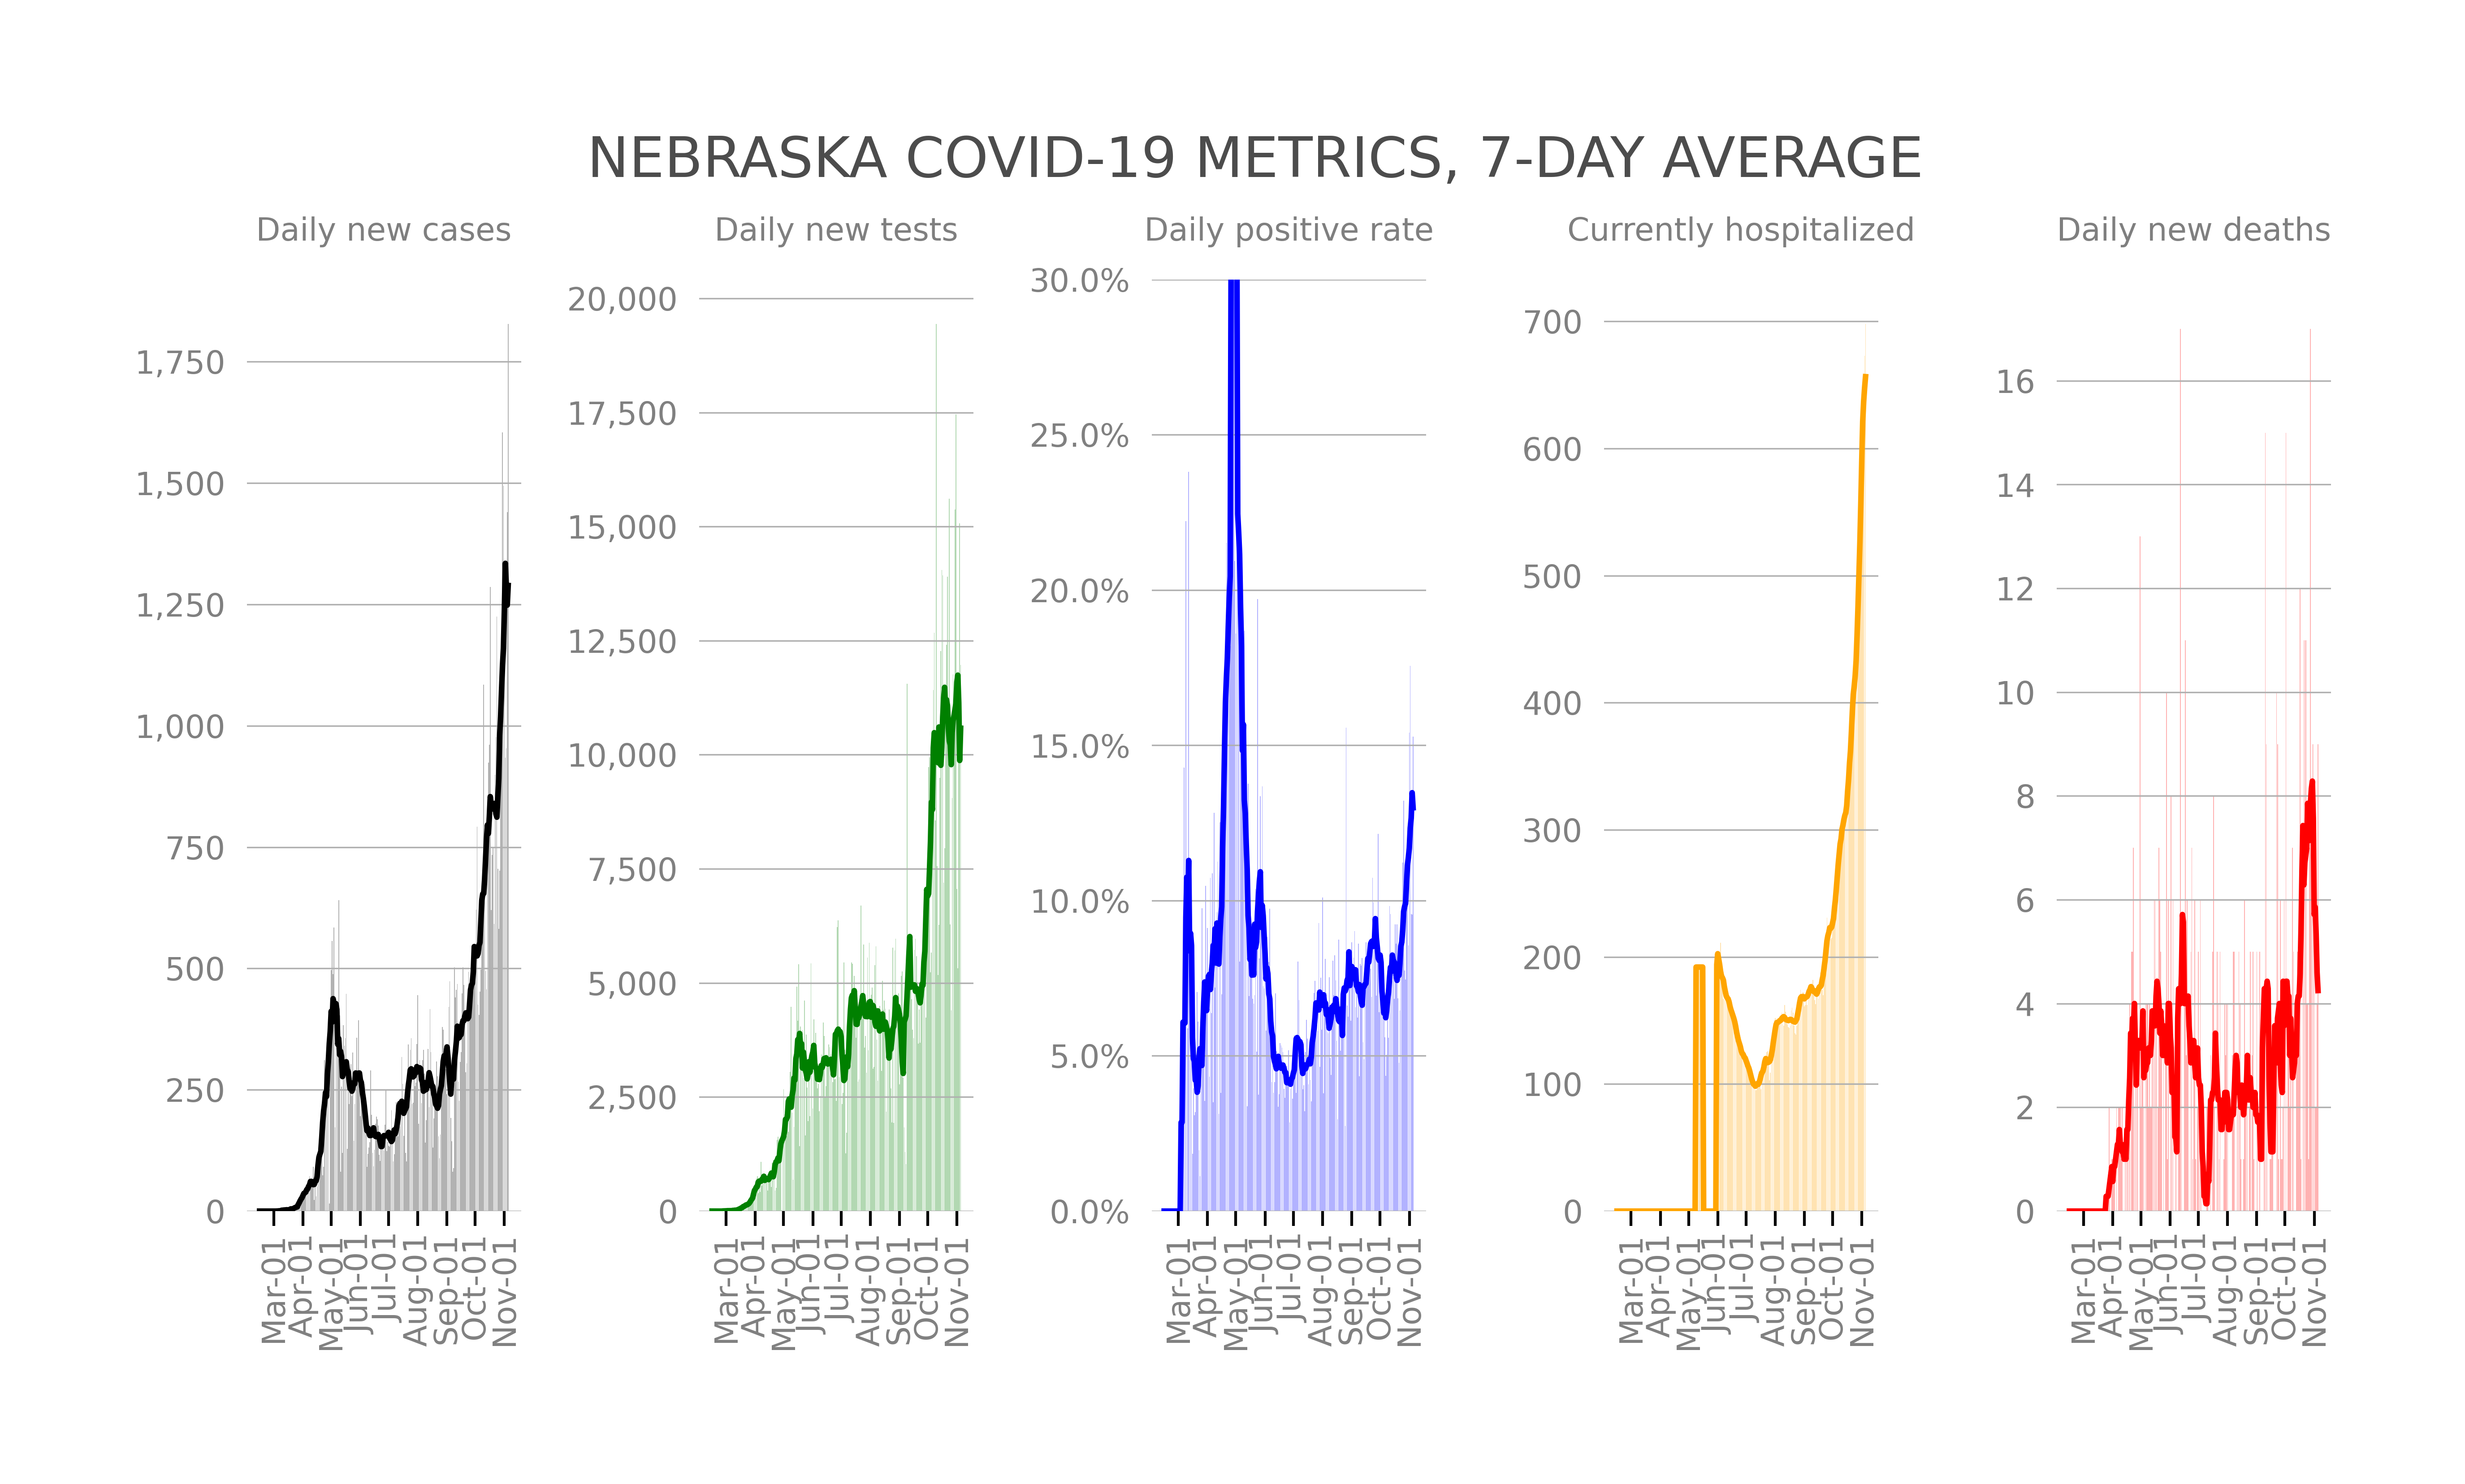 NEBRASKA COVID-19 METRICS, 7-DAY AVERAGE
Daily new cases
1,750
1,500
1,250
1,000
750
500
250
0
Mar-01
Apr-01
May-01
Jun-01
Jul-01
Aug-01
Sep-01
Oct-01
Nov-01
Daily new tests
20,000
17,500
15,000
12,500
10,000
7,500
5,000
2,500
0
Mar-01
Apr-01
May-01
Jun-01
Jul-01
Aug-01
Sep-01
Oct-01
Nov-01
Daily positive rate
30.0%
25.0%
20.0%
15.0%
10.0%
5.0%
0.0%
Mar-01
Apr-01
May-01
Jun-01
Jul-01
Aug-01
Sep-01
Oct-01
Nov-01
Currently hospitalized
700
600
500
400
300
200
100
0
Mar-01
Apr-01
May-01
Jun-01
Jul-01
Aug-01
Sep-01
Oct-01
Nov-01
Daily new deaths
16
14
12
10
8
6
4
2
0
Mar-01
Apr-01
May-01
Jun-01
Jul-01
Aug-01
Sep-01
Oct-01
Nov-01